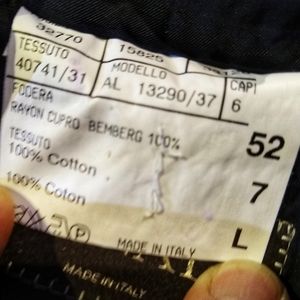 32770 15825
TESSUTO MODELLO CAPI
40741/31 AL 13290/37 6
FODERA
RAYON CUPRO BEMBERG 100% 52
TESSUTO
100% Cotton 7
100% Coton L
MADE IN ITALY
MADE IN ITALY